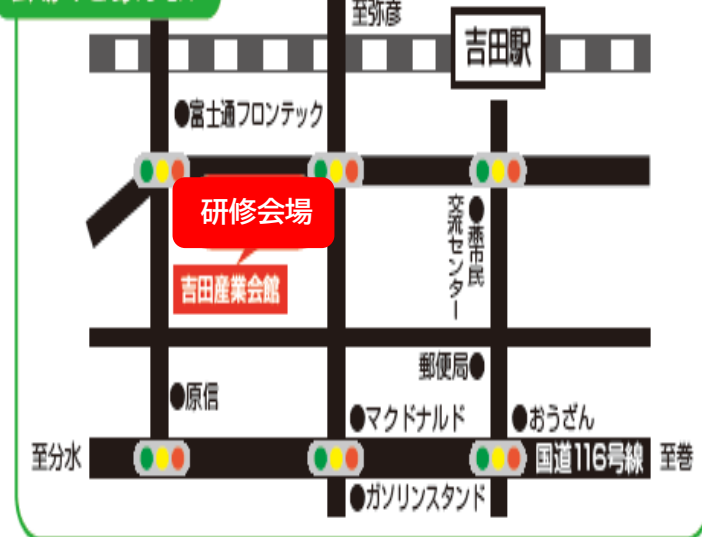 至弥彦
吉田駅
●富士通フロンテック
研修会場
●燕市民
交流センター
吉田産業会館
郵便局●
●原信
●マクドナルド
●おうざん
至分水
国道116号線
至巻
●ガソリンスタンド